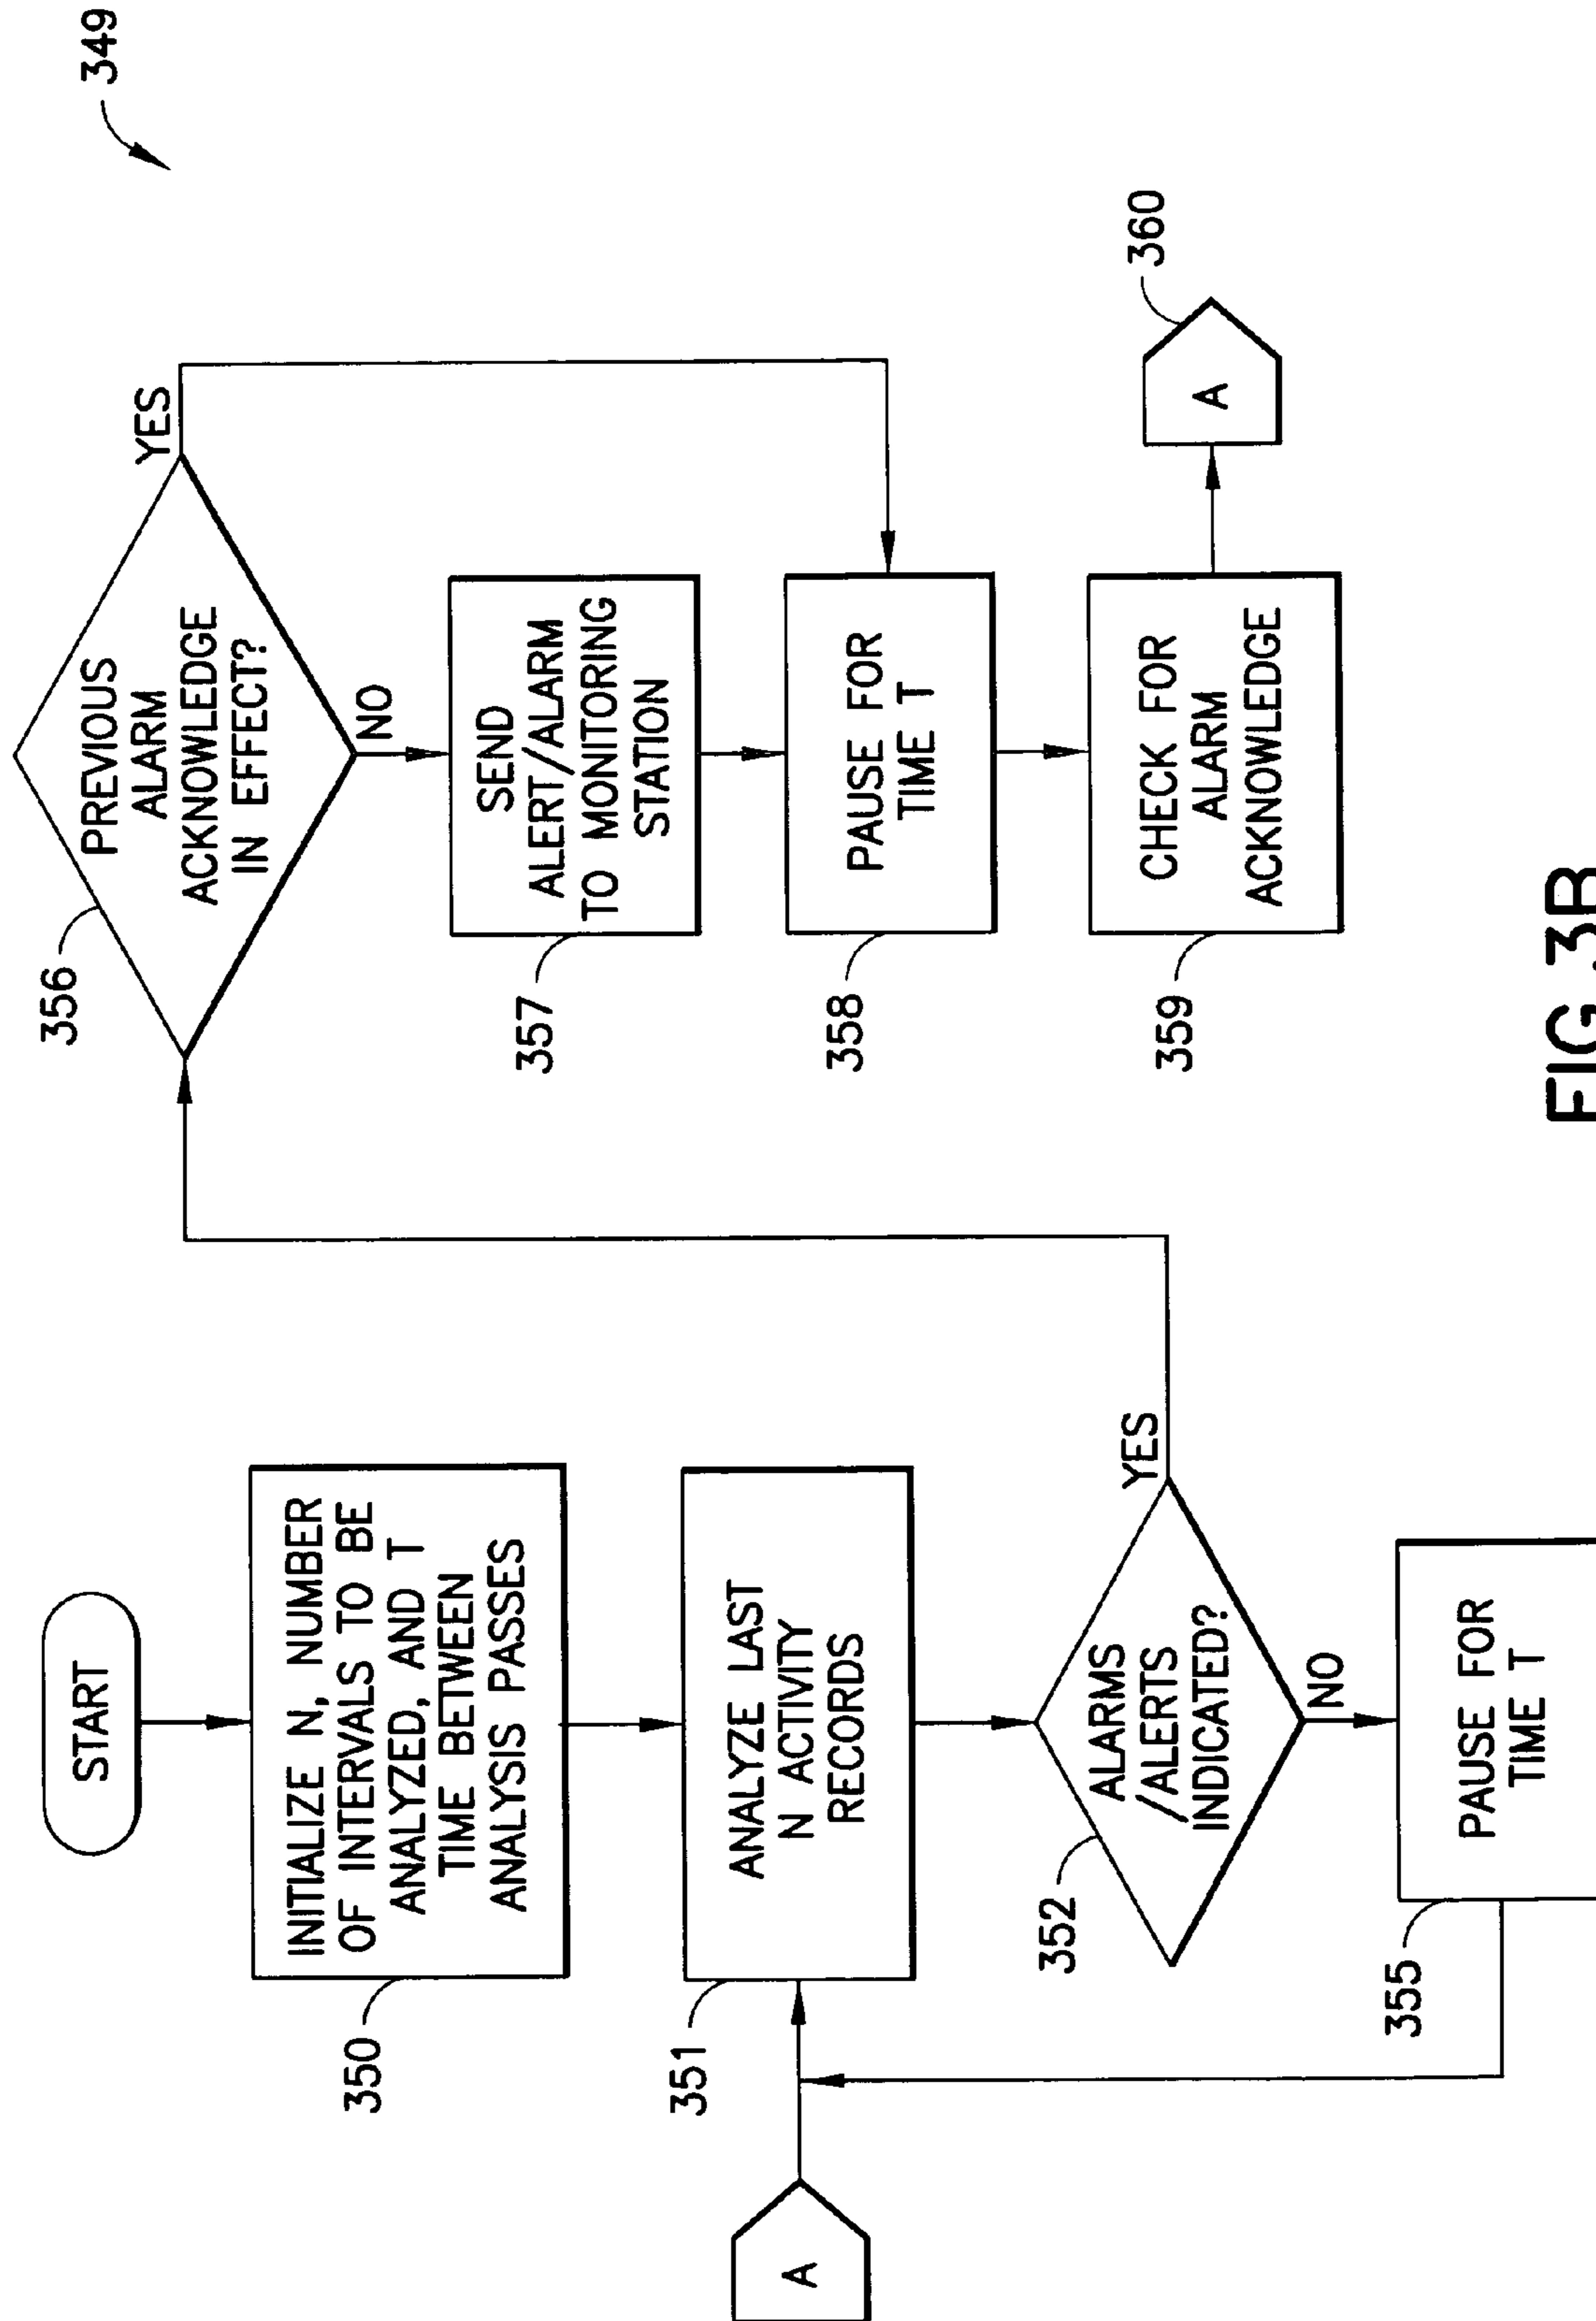 349
START
350
INITIALIZE N, NUMBER
OF INTERVALS TO BE
ANALYZED, AND T
TIME BETWEEN
ANALYSIS PASSES
351
ANALYZE LAST
N ACTIVITY
RECORDS
A
352
ALARMS
/ALERTS
INDICATED?
YES
NO
355
PAUSE FOR
TIME T
356
PREVIOUS
ALARM
ACKNOWLEDGE
IN EFFECT?
YES
NO
357
SEND
ALERT/ALARM
TO MONITORING
STATION
358
PAUSE FOR
TIME T
359
CHECK FOR
ALARM
ACKNOWLEDGE
360
A
FIG.3B